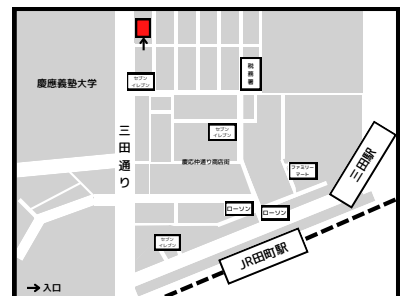 税
務
署
慶應義塾大学
セブン
イレブン
三
田
通
り
セブン
イレブン
慶応仲通り商店街
ファミリー
マート
三田駅
ローソン
ローソン
セブン
イレブン
JR田町駅
入口